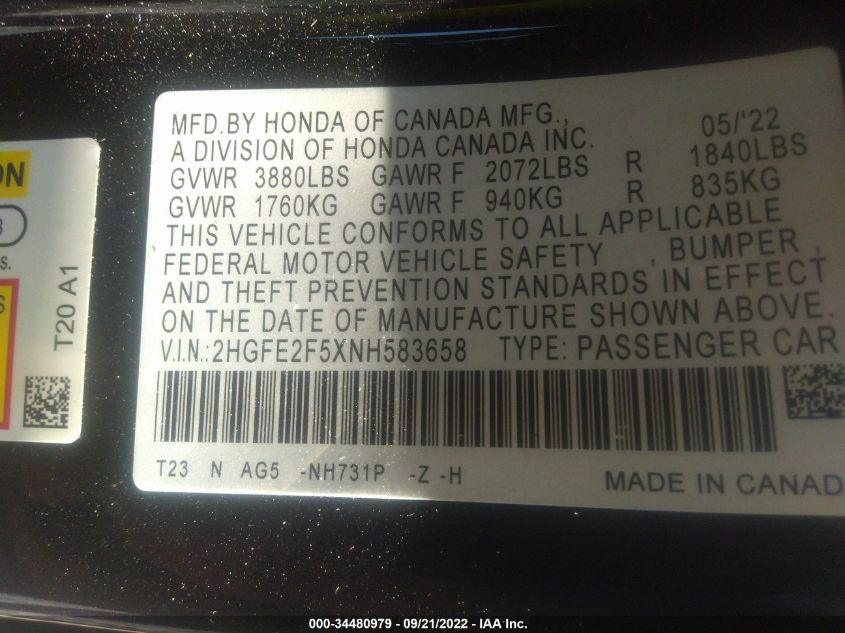 MFD.BY HONDA OF CANADA MFG., 05/'22
A DIVISION OF HONDA CANADA INC.
GVWR 3880LBS GAWR F 2072LBS R 1840LBS
GVWR 1760KG GAWR F 940KG R 835KG
THIS VEHICLE CONFORMS TO ALL APPLICABLE
FEDERAL MOTOR VEHICLE SAFETY , BUMPER ,
AND THEFT PREVENTION STANDARDS IN EFFECT
ON THE DATE OF MANUFACTURE SHOWN ABOVE.
V.I.N.: 2HGFE2F5XNH583658 TYPE: PASSENGER CAR
T23 N AG5 -NH731P -Z -H
MADE IN CANAD
ON
3
S.
S
T20 A1
000-34480979 - 09/21/2022 - IAA Inc.